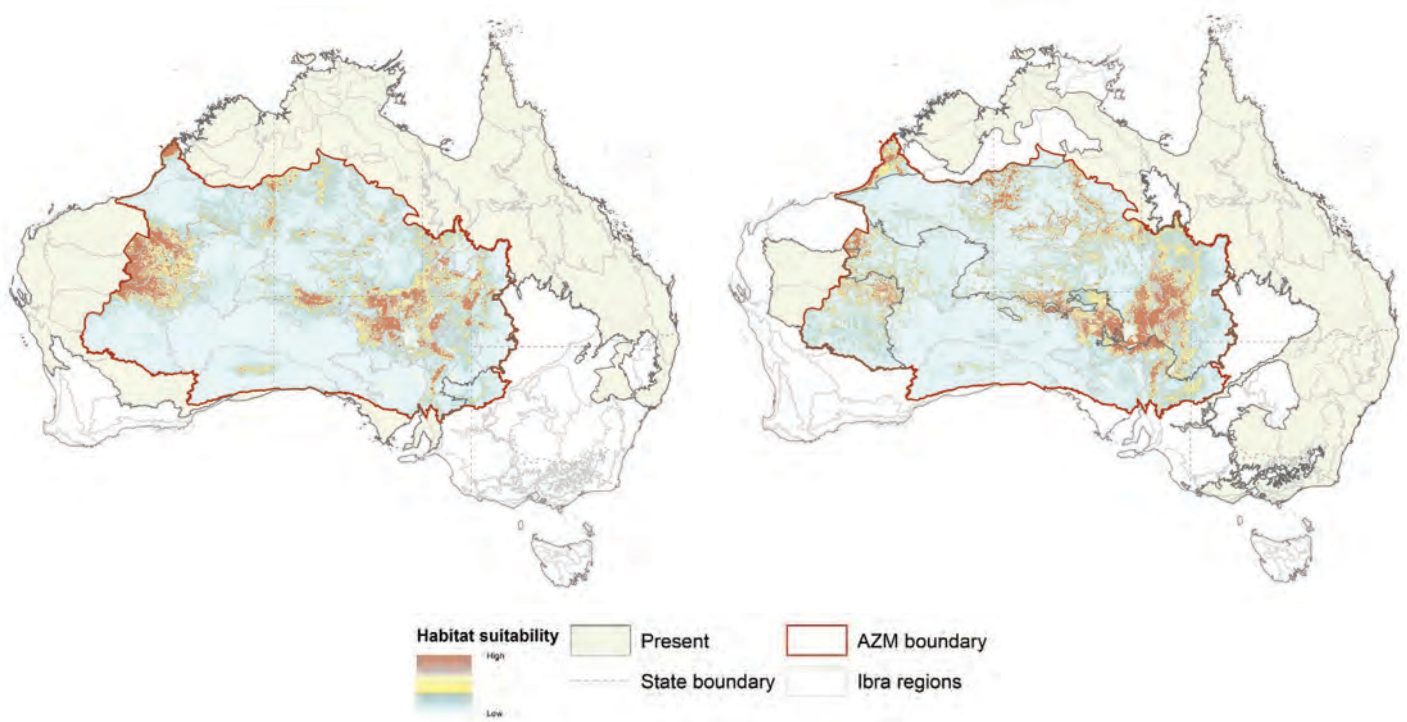 Habitat suitability
High
Low
Present
State boundary
AZM boundary
Ibra regions